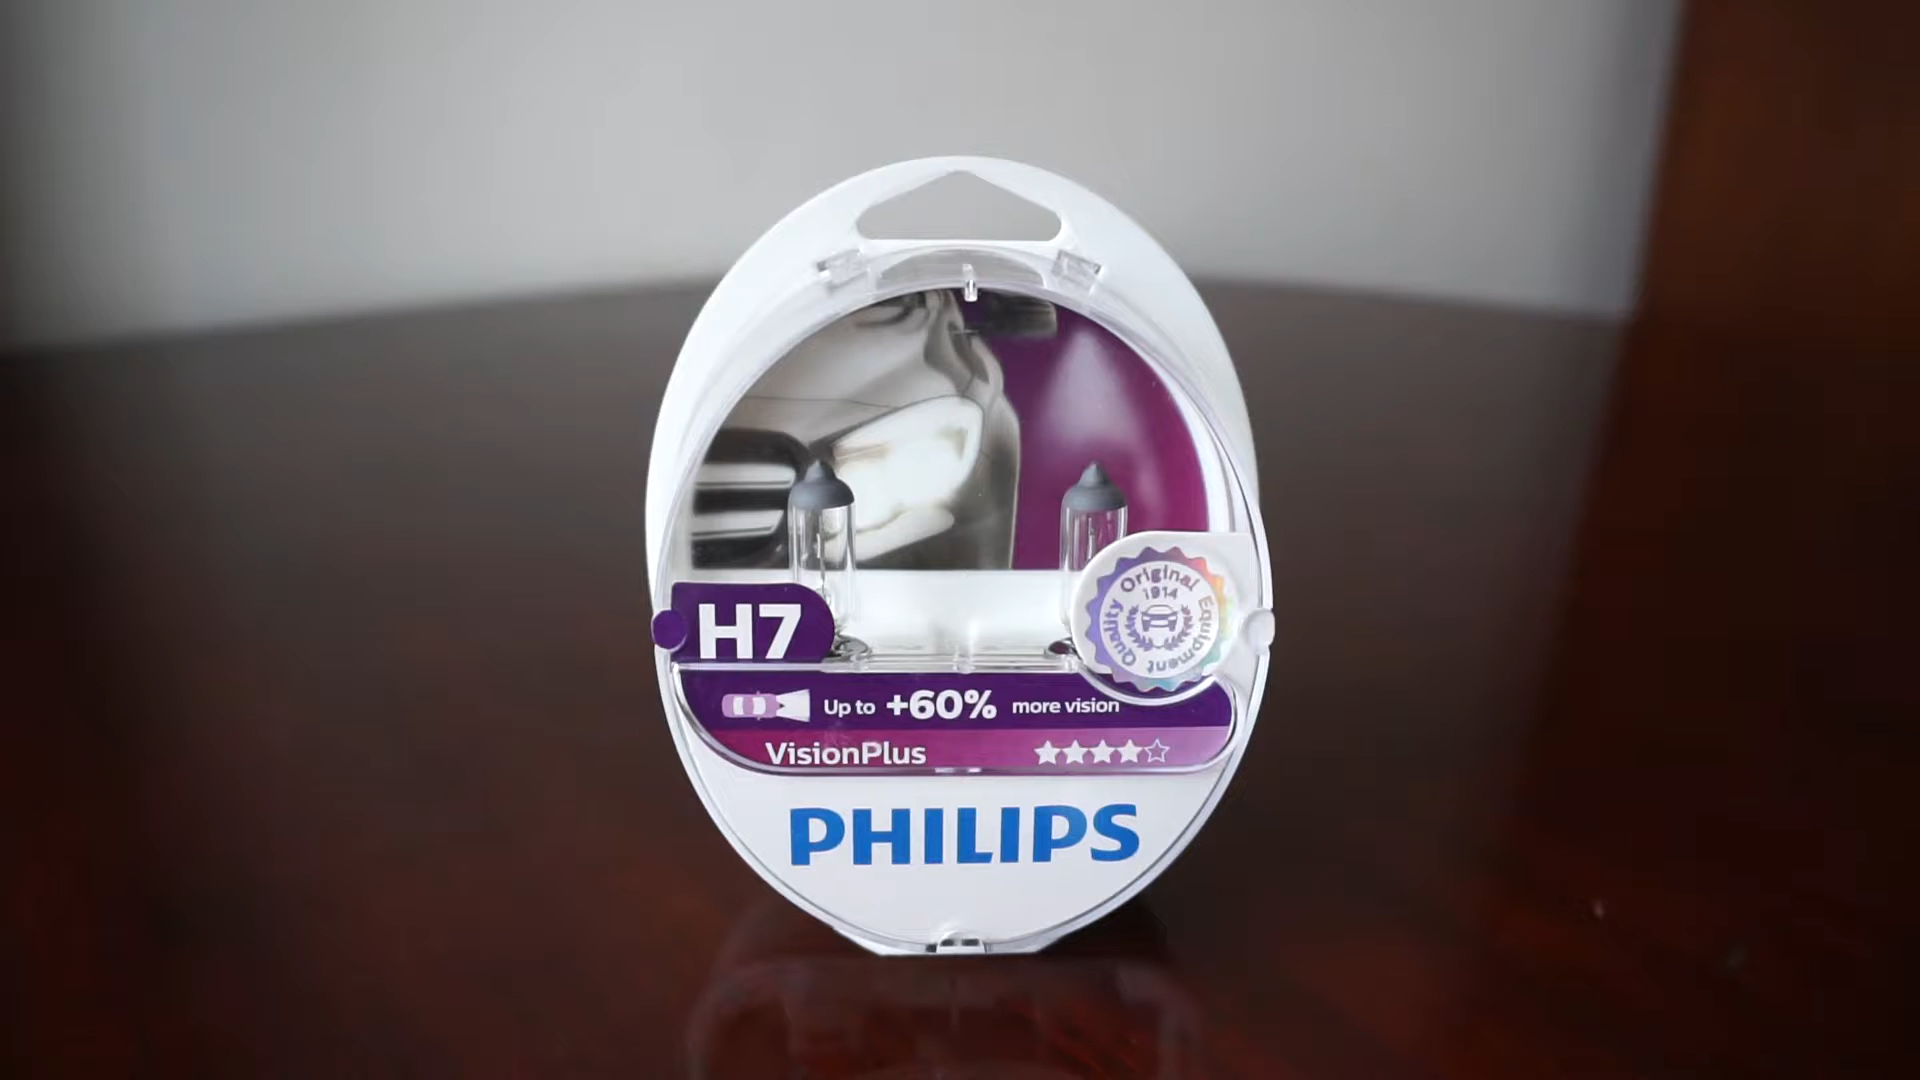 H7
Original Equipment Quality
1914
Up to +60% more vision
VisionPlus
PHILIPS